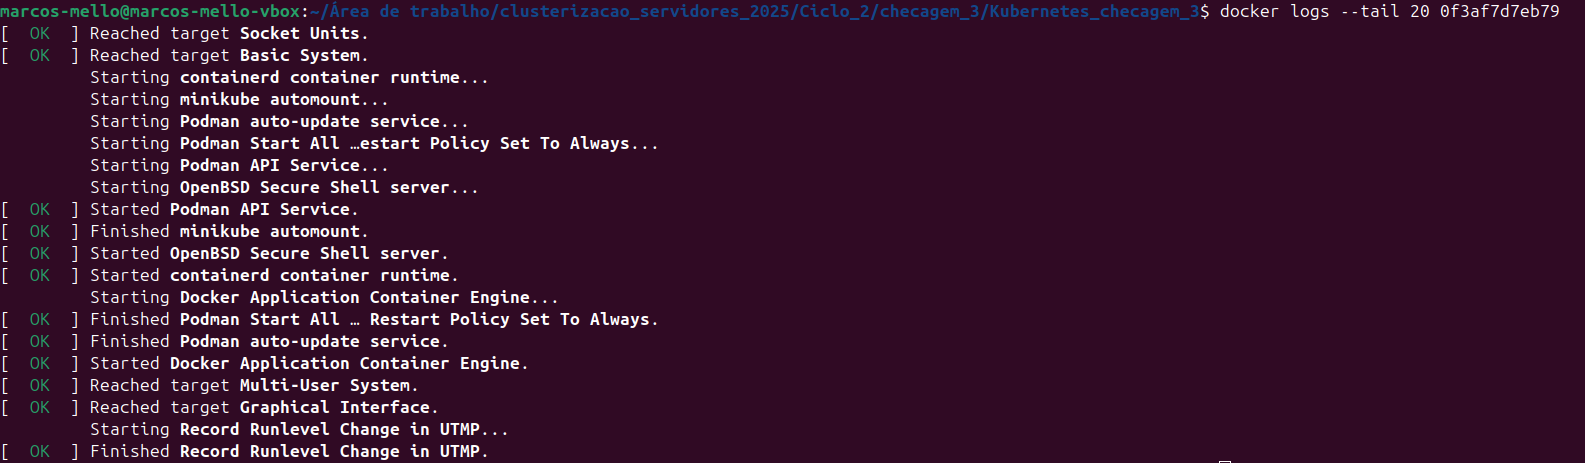 marcos-mello@marcos-mello-vbox:~/Área de trabalho/clusterizacao_servidores_2025/Ciclo_2/checagem_3/Kubernetes_checagem_3$ docker logs --tail 20 0f3af7d7eb79
[  OK  ] Reached target Socket Units.
[  OK  ] Reached target Basic System.
         Starting containerd container runtime...
         Starting minikube automount...
         Starting Podman auto-update service...
         Starting Podman Start All …estart Policy Set To Always...
         Starting Podman API Service...
         Starting OpenBSD Secure Shell server...
[  OK  ] Started Podman API Service.
[  OK  ] Finished minikube automount.
[  OK  ] Started OpenBSD Secure Shell server.
[  OK  ] Started containerd container runtime.
         Starting Docker Application Container Engine...
[  OK  ] Finished Podman Start All … Restart Policy Set To Always.
[  OK  ] Finished Podman auto-update service.
[  OK  ] Started Docker Application Container Engine.
[  OK  ] Reached target Multi-User System.
[  OK  ] Reached target Graphical Interface.
         Starting Record Runlevel Change in UTMP...
[  OK  ] Finished Record Runlevel Change in UTMP.